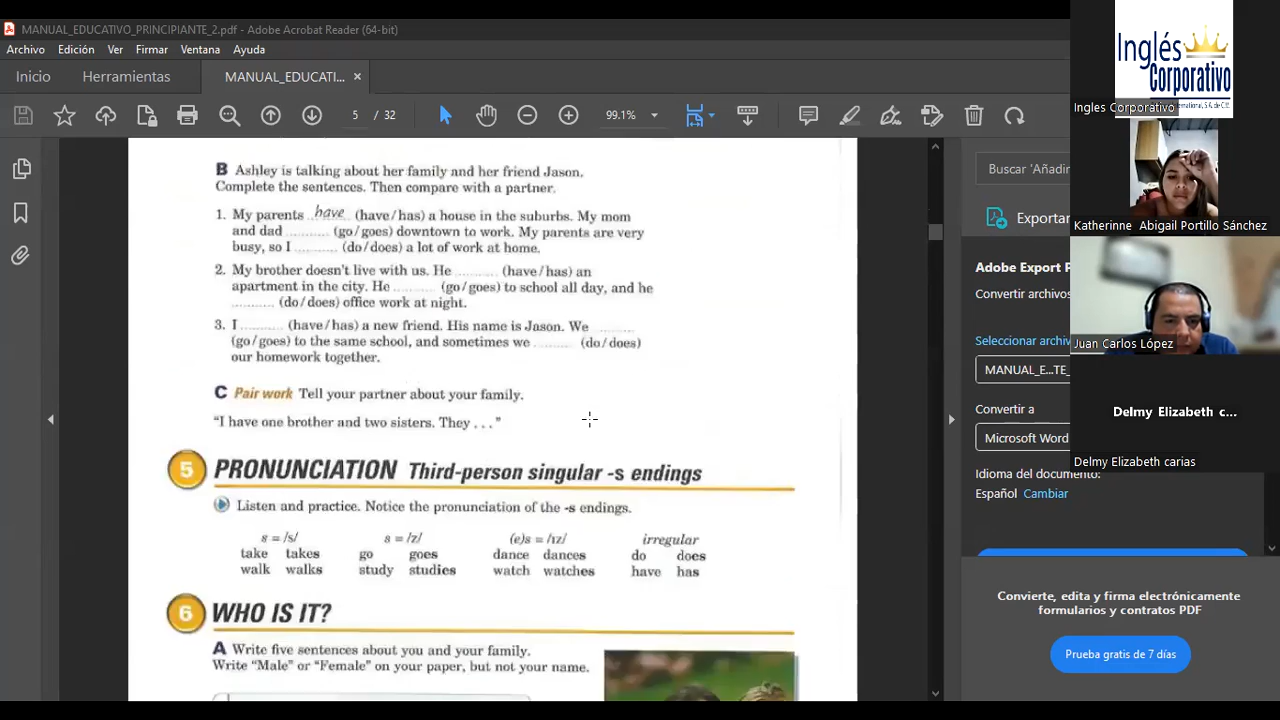 MANUAL_EDUCATIVO_PRINCIPIANTE_2.pdf - Adobe Acrobat Reader (64-bit)
Archivo Edición Ver Firmar Ventana Ayuda
Inicio Herramientas MANUAL_EDUCATI... ×
5 / 32 99.1%
B Ashley is talking about her family and her friend Jason.
Complete the sentences. Then compare with a partner.
1. My parents have (have/has) a house in the suburbs. My mom
and dad .......... (go/goes) downtown to work. My parents are very
busy, so I .......... (do/does) a lot of work at home.
2. My brother doesn't live with us. He .......... (have/has) an
apartment in the city. He .......... (go/goes) to school all day, and he
.......... (do/does) office work at night.
3. I .......... (have/has) a new friend. His name is Jason. We ..........
(go/goes) to the same school, and sometimes we .......... (do/does)
our homework together.
C Pair work Tell your partner about your family.
"I have one brother and two sisters. They . . . "
5 PRONUNCIATION Third-person singular -s endings
Listen and practice. Notice the pronunciation of the -s endings.
s = /s/ s = /z/ (e)s = /ɪz/ irregular
take takes go goes dance dances do does
walk walks study studies watch watches have has
6 WHO IS IT?
A Write five sentences about you and your family.
Write "Male" or "Female" on your paper, but not your name.
Buscar 'Añadir
Exportar
Adobe Export P
Convertir archivos
Seleccionar archiv
MANUAL_E...TE_
Convertir a
Microsoft Word
Idioma del documento:
Español Cambiar
Convierte, edita y firma electrónicamente
formularios y contratos PDF
Prueba gratis de 7 días
Inglés
Corporativo
Ingles Corporativo
Katherinne Abigail Portillo Sánchez
Juan Carlos López
Delmy Elizabeth c...
Delmy Elizabeth carias